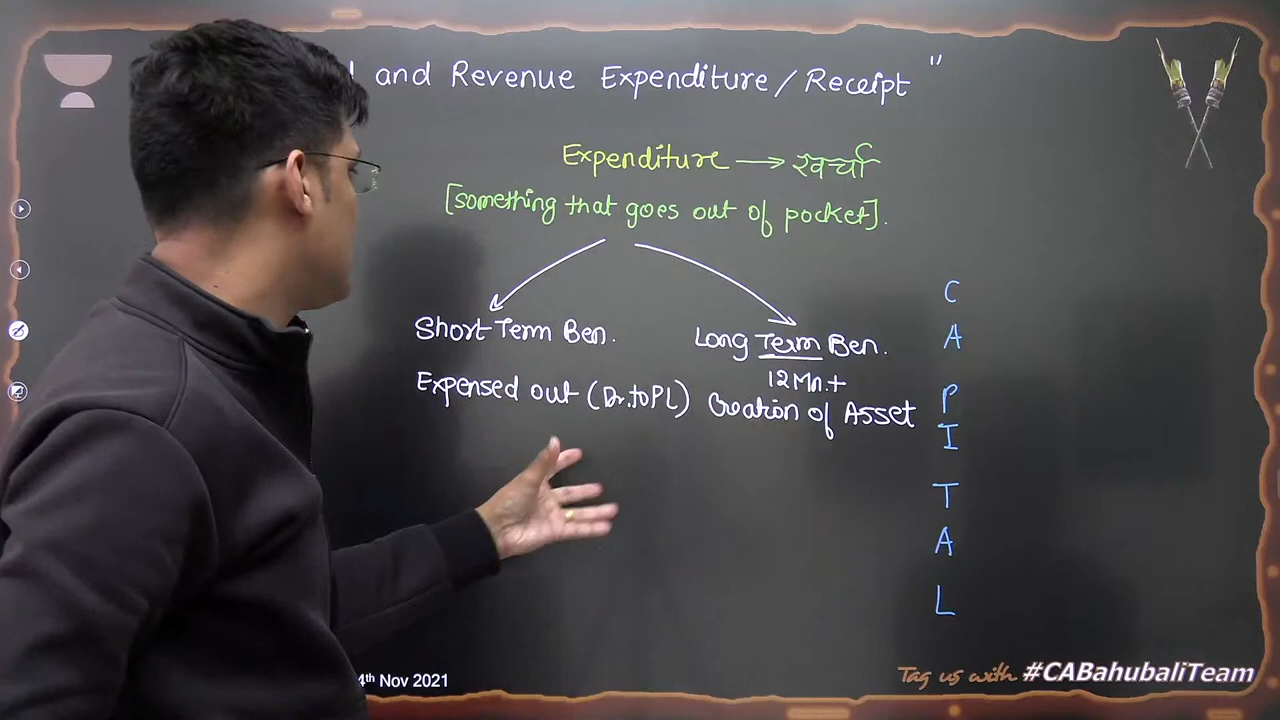 and Revenue Expenditure/Receipt "
Expenditure → खर्चा
[something that goes out of pocket].
Short Term Ben.
Long Term Ben.
12 Mn.+
Expensed out (Dr. to PL)
Creation of Asset
C
A
P
I
T
A
L
4th Nov 2021
Tag us with #CABahubaliTeam